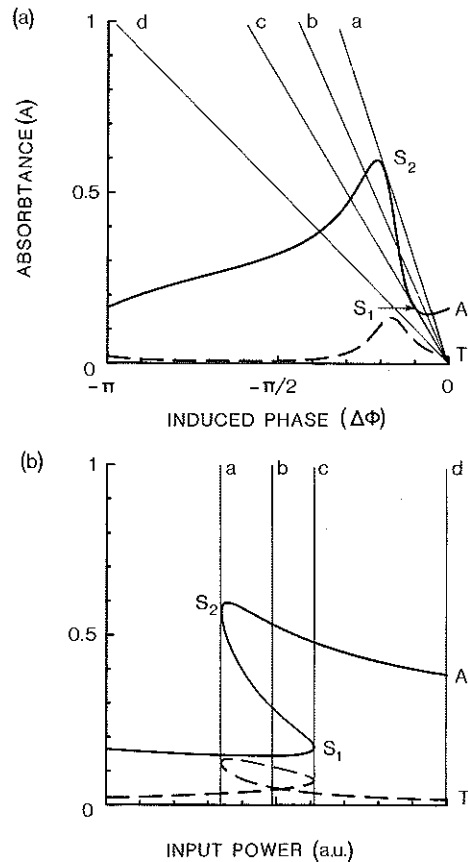 (a)
d c b a
1
0.5
0
ABSORBTANCE (A)
S2
S1
A
T
-π -π/2 0
INDUCED PHASE (ΔΦ)
(b)
a b c d
1
0.5
0
S2
S1
A
T
INPUT POWER (a.u.)